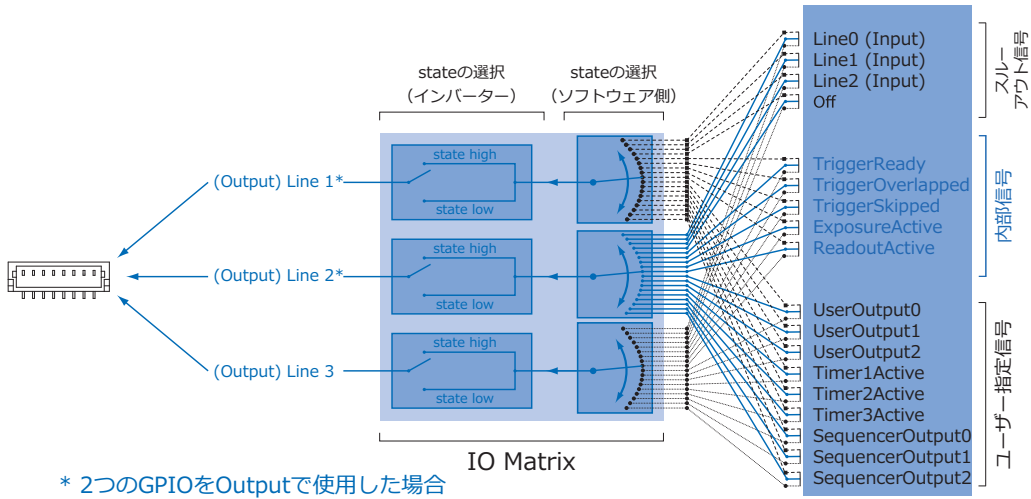 stateの選択
（インバーター）
stateの選択
（ソフトウェア側）
state high
state low
state high
state low
state high
state low
(Output) Line 1*
(Output) Line 2*
(Output) Line 3
IO Matrix
* 2つのGPIOをOutputで使用した場合
Line0 (Input)
Line1 (Input)
Line2 (Input)
Off
スルー
アウト信号
TriggerReady
TriggerOverlapped
TriggerSkipped
ExposureActive
ReadoutActive
内部信号
UserOutput0
UserOutput1
UserOutput2
Timer1Active
Timer2Active
Timer3Active
SequencerOutput0
SequencerOutput1
SequencerOutput2
ユーザー指定信号